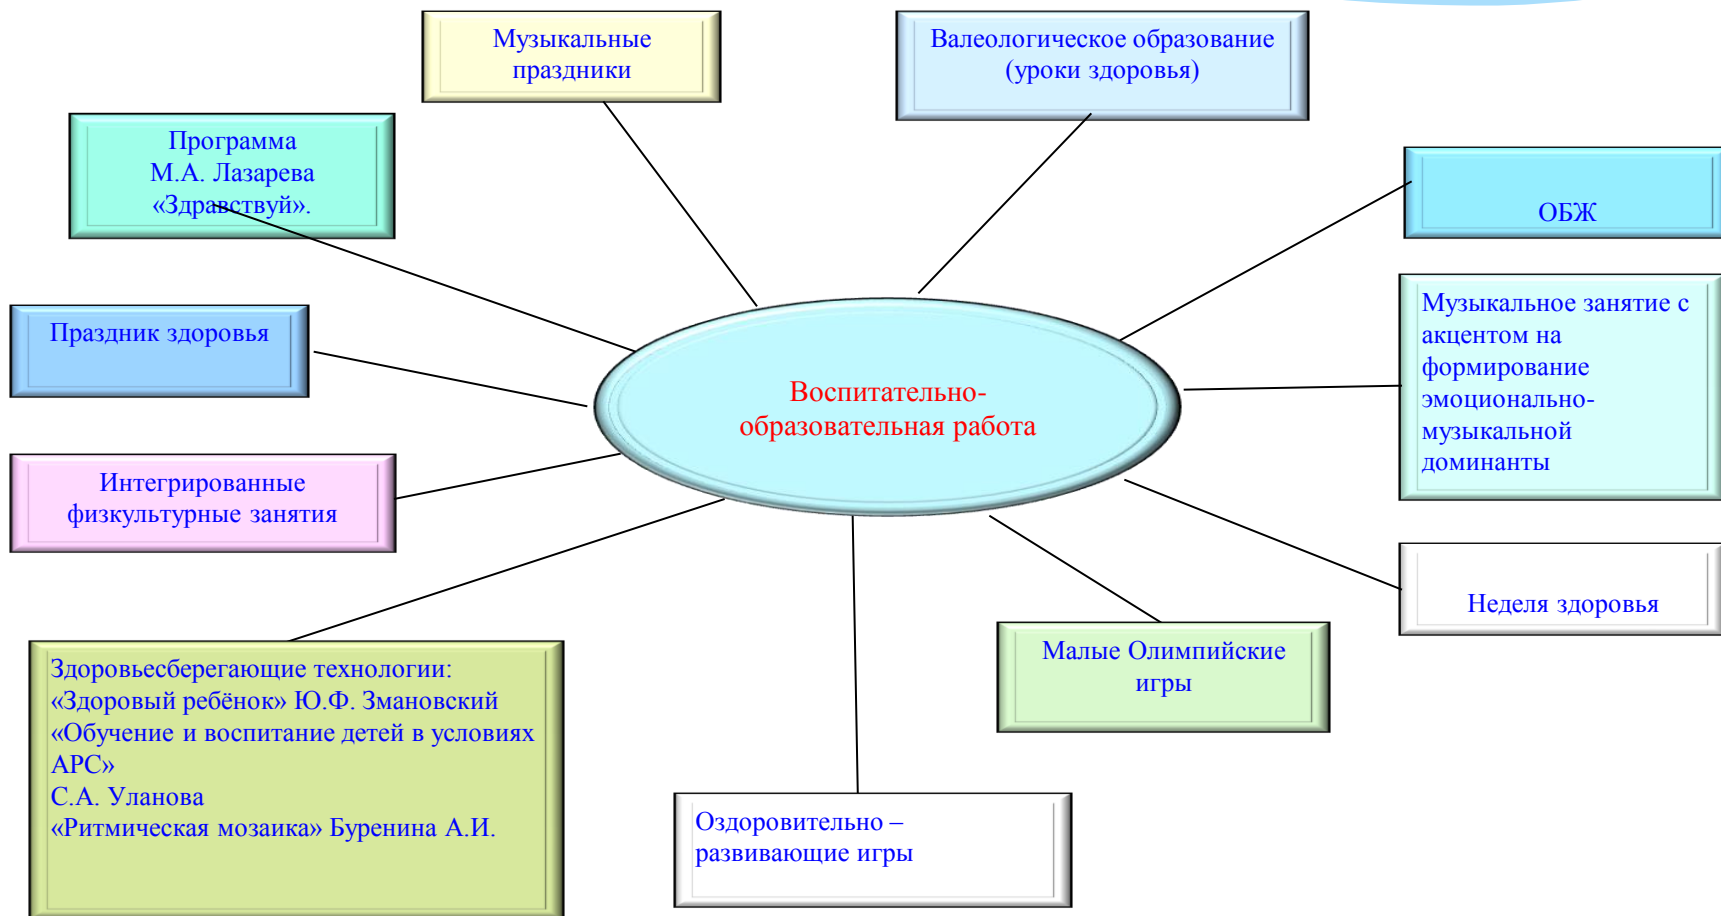 Музыкальные
праздники
Валеологическое образование
(уроки здоровья)
Программа
М.А. Лазарева
«Здравствуй».
ОБЖ
Праздник здоровья
Музыкальное занятие с
акцентом на
формирование
эмоционально-
музыкальной
доминанты
Воспитательно-
образовательная работа
Интегрированные
физкультурные занятия
Неделя здоровья
Малые Олимпийские
игры
Здоровьесберегающие технологии:
«Здоровый ребёнок» Ю.Ф. Змановский
«Обучение и воспитание детей в условиях
АРС»
С.А. Уланова
«Ритмическая мозаика» Буренина А.И.
Оздоровительно –
развивающие игры